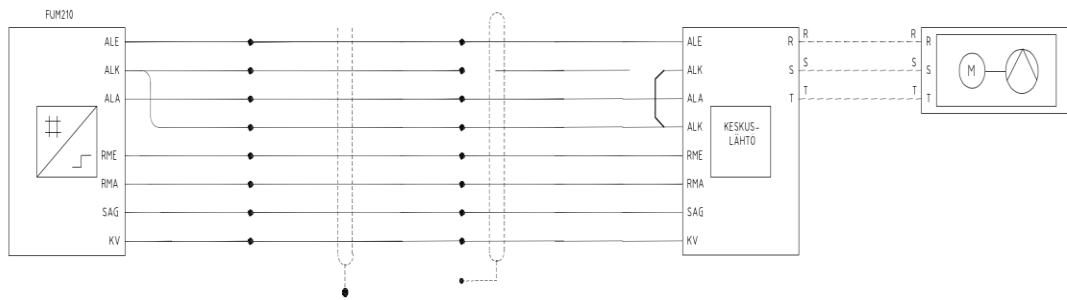 FUM210
ALE
ALK
ALA
RME
RMA
SAG
KV
ALE
ALK
ALA
ALK
RME
RMA
SAG
KV
KESKUS-
LÄHTÖ
R R R R
S S S S
T T T T
M